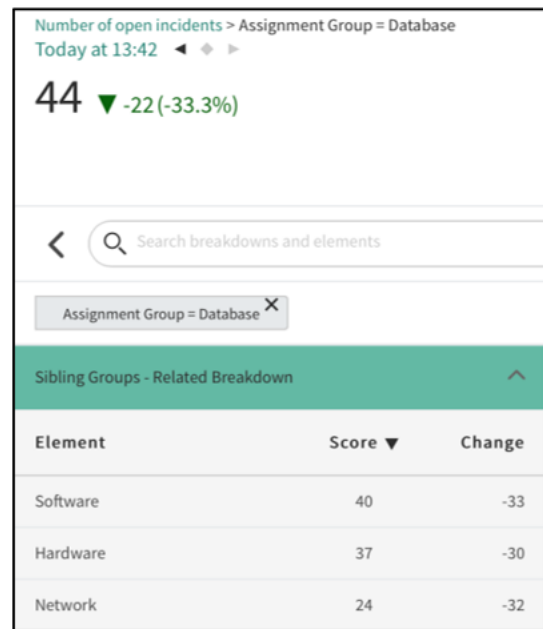 Number of open incidents > Assignment Group = Database
Today at 13:42
44 ▼ -22 (-33.3%)
Search breakdowns and elements
Assignment Group = Database ✕
Sibling Groups - Related Breakdown
Element Score ▼ Change
Software 40 -33
Hardware 37 -30
Network 24 -32